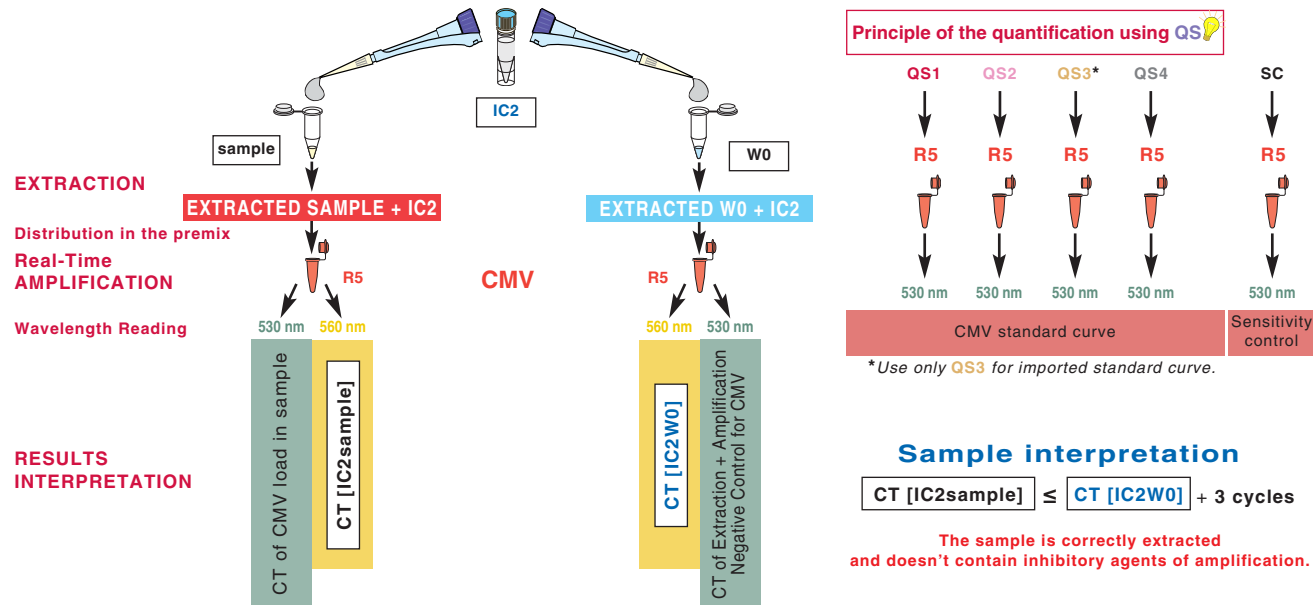 IC2
sample
W0
EXTRACTION
EXTRACTED SAMPLE + IC2
EXTRACTED W0 + IC2
Distribution in the premix
Real-Time
AMPLIFICATION
R5
CMV
R5
Wavelength Reading
530 nm
560 nm
560 nm
530 nm
RESULTS
INTERPRETATION
CT of CMV load in sample
CT [IC2sample]
CT [IC2W0]
CT of Extraction + Amplification
Negative Control for CMV
Principle of the quantification using QS
QS1
QS2
QS3*
QS4
SC
R5
R5
R5
R5
R5
530 nm
530 nm
530 nm
530 nm
530 nm
CMV standard curve
Sensitivity
control
*Use only QS3 for imported standard curve.
Sample interpretation
CT [IC2sample] ≤ CT [IC2W0] + 3 cycles
The sample is correctly extracted
and doesn't contain inhibitory agents of amplification.